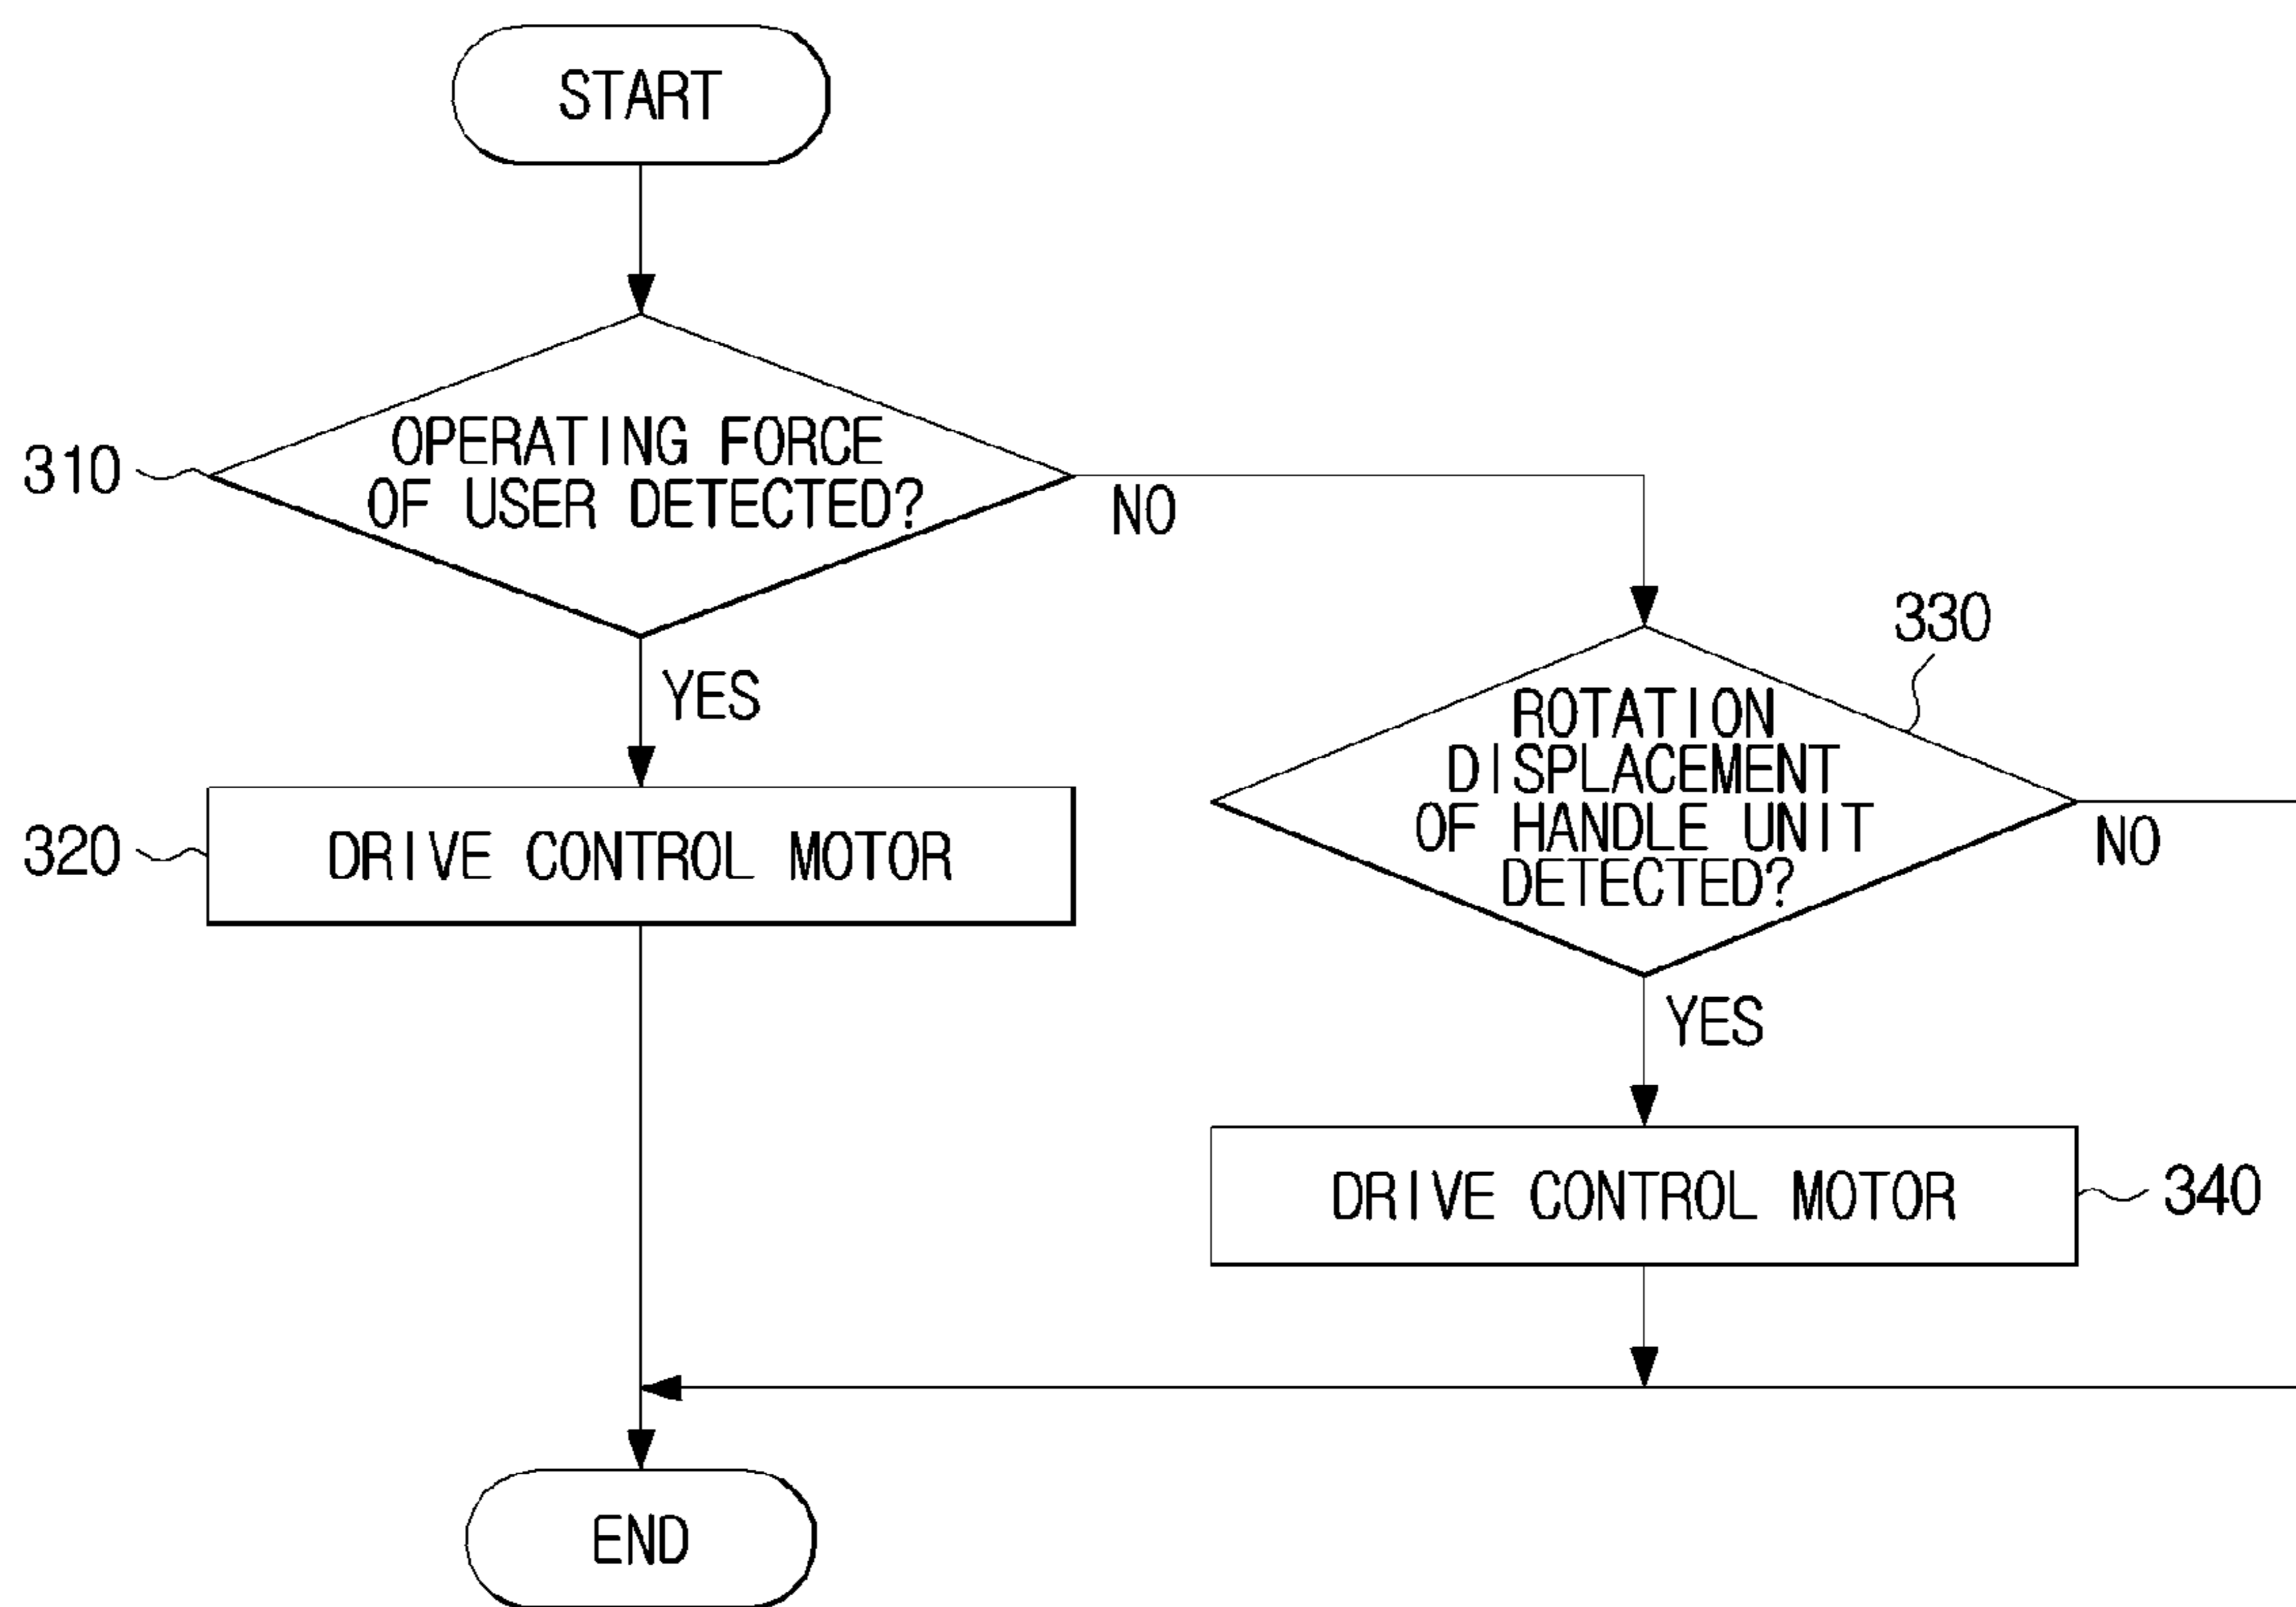 START
310
OPERATING FORCE
OF USER DETECTED?
NO
YES
330
ROTATION
DISPLACEMENT
OF HANDLE UNIT
DETECTED?
NO
320
DRIVE CONTROL MOTOR
YES
DRIVE CONTROL MOTOR
340
END